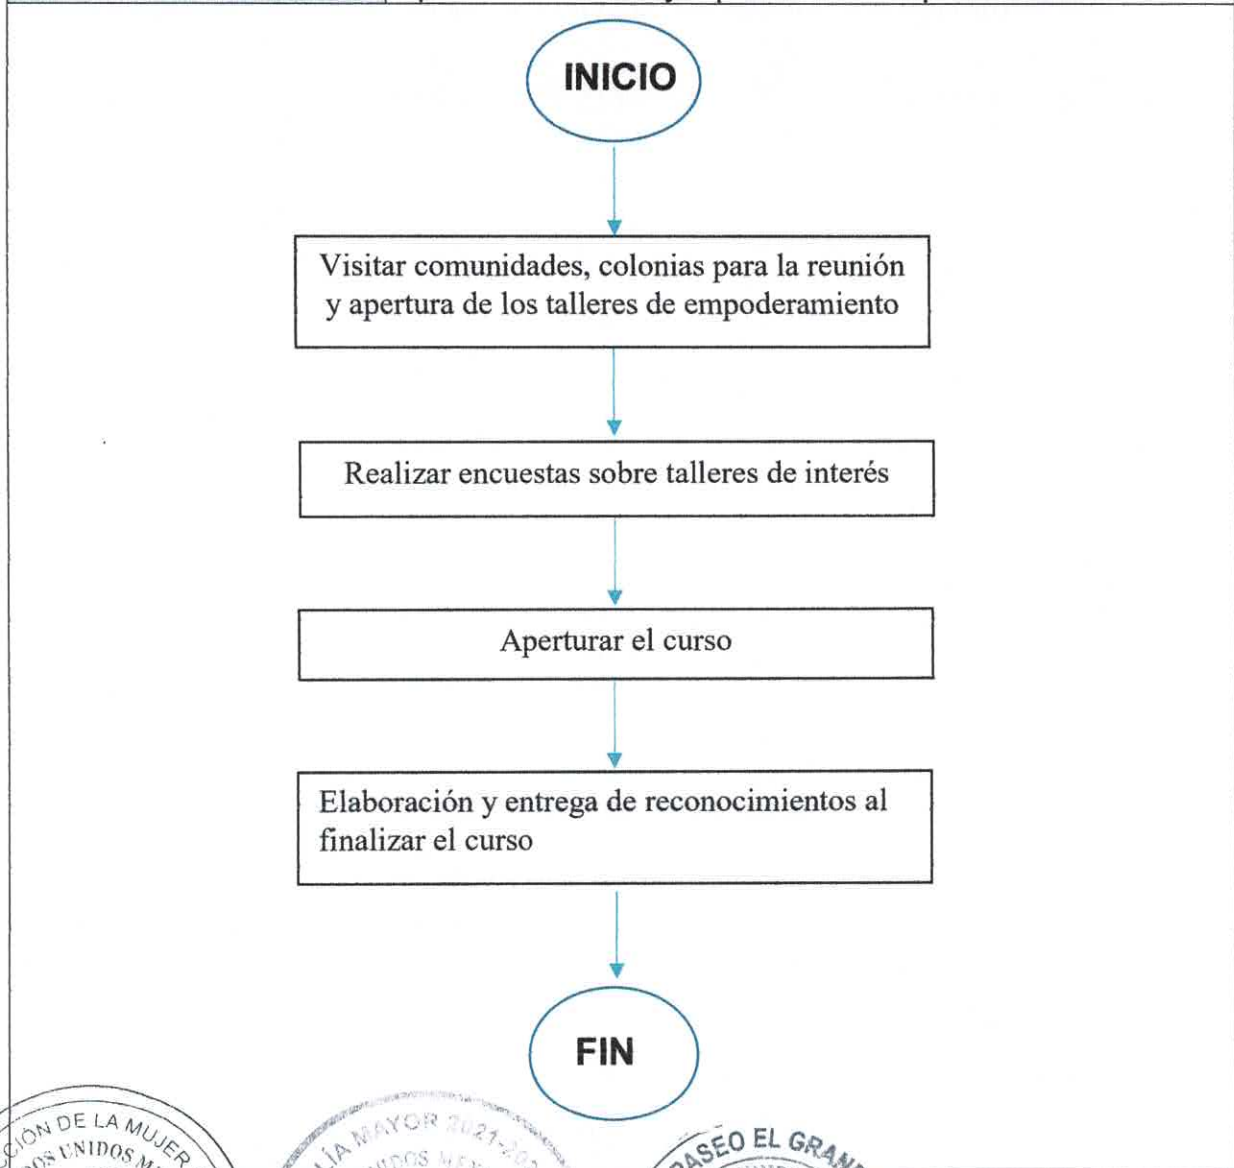 INICIO
Visitar comunidades, colonias para la reunión
y apertura de los talleres de empoderamiento
Realizar encuestas sobre talleres de interés
Aperturar el curso
Elaboración y entrega de reconocimientos al
finalizar el curso
FIN
DE LA MUJER
UNIDOS
MAYOR 2021-
PASEO EL